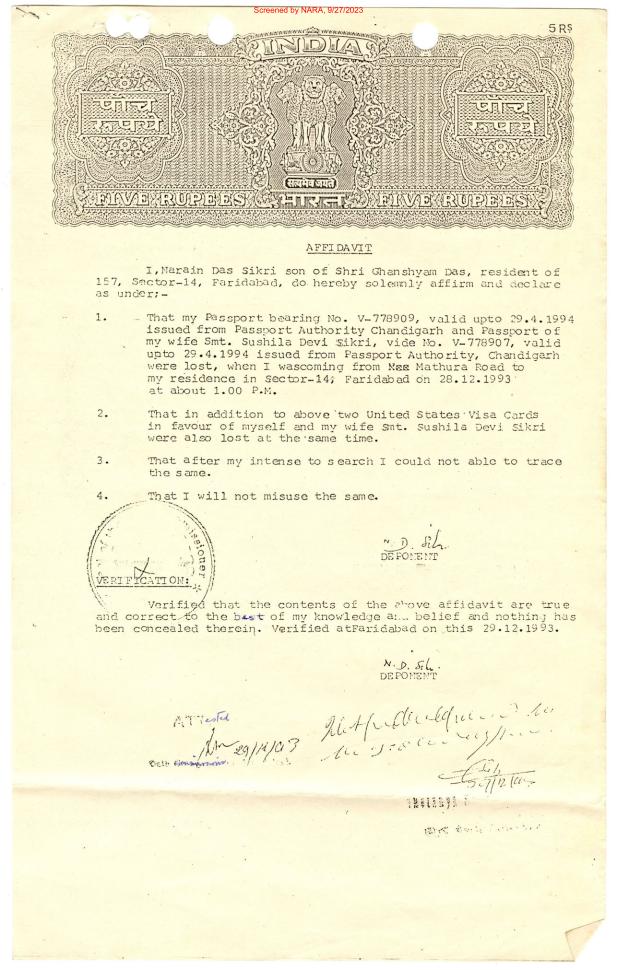 Screened by NARA, 9/27/2023
5 RS
INDIA
पाँच
रूपये
पाँच
रूपये
सत्यमेव जयते
FIVE RUPEES भारत FIVE RUPEES
AFFIDAVIT
I,Narain Das Sikri son of Shri Ghanshyam Das, resident of
157, Sector-14, Faridabad, do hereby solemnly affirm and declare
as under;-
1. That my Passport bearing No. V-778909, valid upto 29.4.1994
issued from Passport Authority Chandigarh and Passport of
my wife Smt. Sushila Devi Sikri, vide No. V-778907, valid
upto 29.4.1994 issued from Passport Authority, Chandigarh
were lost, when I wascoming from Mathura Road to
my residence in Sector-14; Faridabad on 28.12.1993
at about 1.00 P.M.
2. That in addition to above two United States Visa Cards
in favour of myself and my wife Smt. Sushila Devi Sikri
were also lost at the same time.
3. That after my intense to search I could not able to trace
the same.
4. That I will not misuse the same.
N. D. Sik
DEPONENT
VERIFICATION:
Verified that the contents of the above affidavit are true
and correct to the best of my knowledge an belief and nothing has
been concealed therein. Verified atFaridabad on this 29.12.1993.
N. D. Sik.
DEPONENT
ATTested
29/12/93
Oath